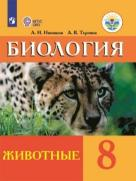 А. И. Никишов
А. В. Теремов
БИОЛОГИЯ
ЖИВОТНЫЕ
8